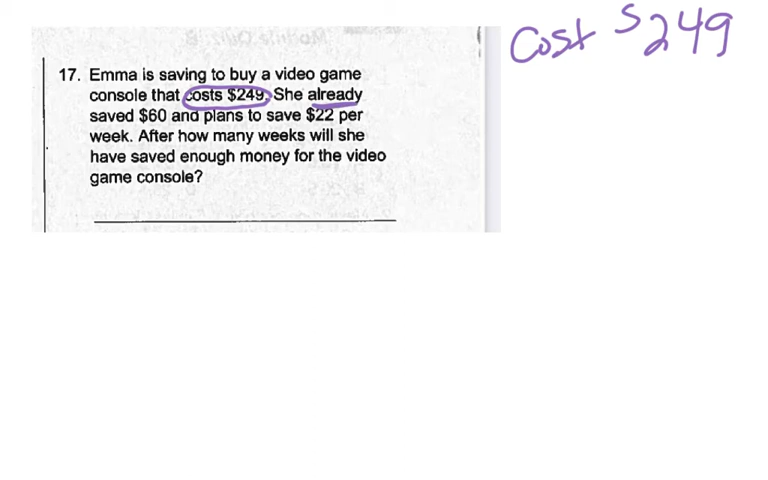 Cost $249
17. Emma is saving to buy a video game
console that costs $249. She already
saved $60 and plans to save $22 per
week. After how many weeks will she
have saved enough money for the video
game console?